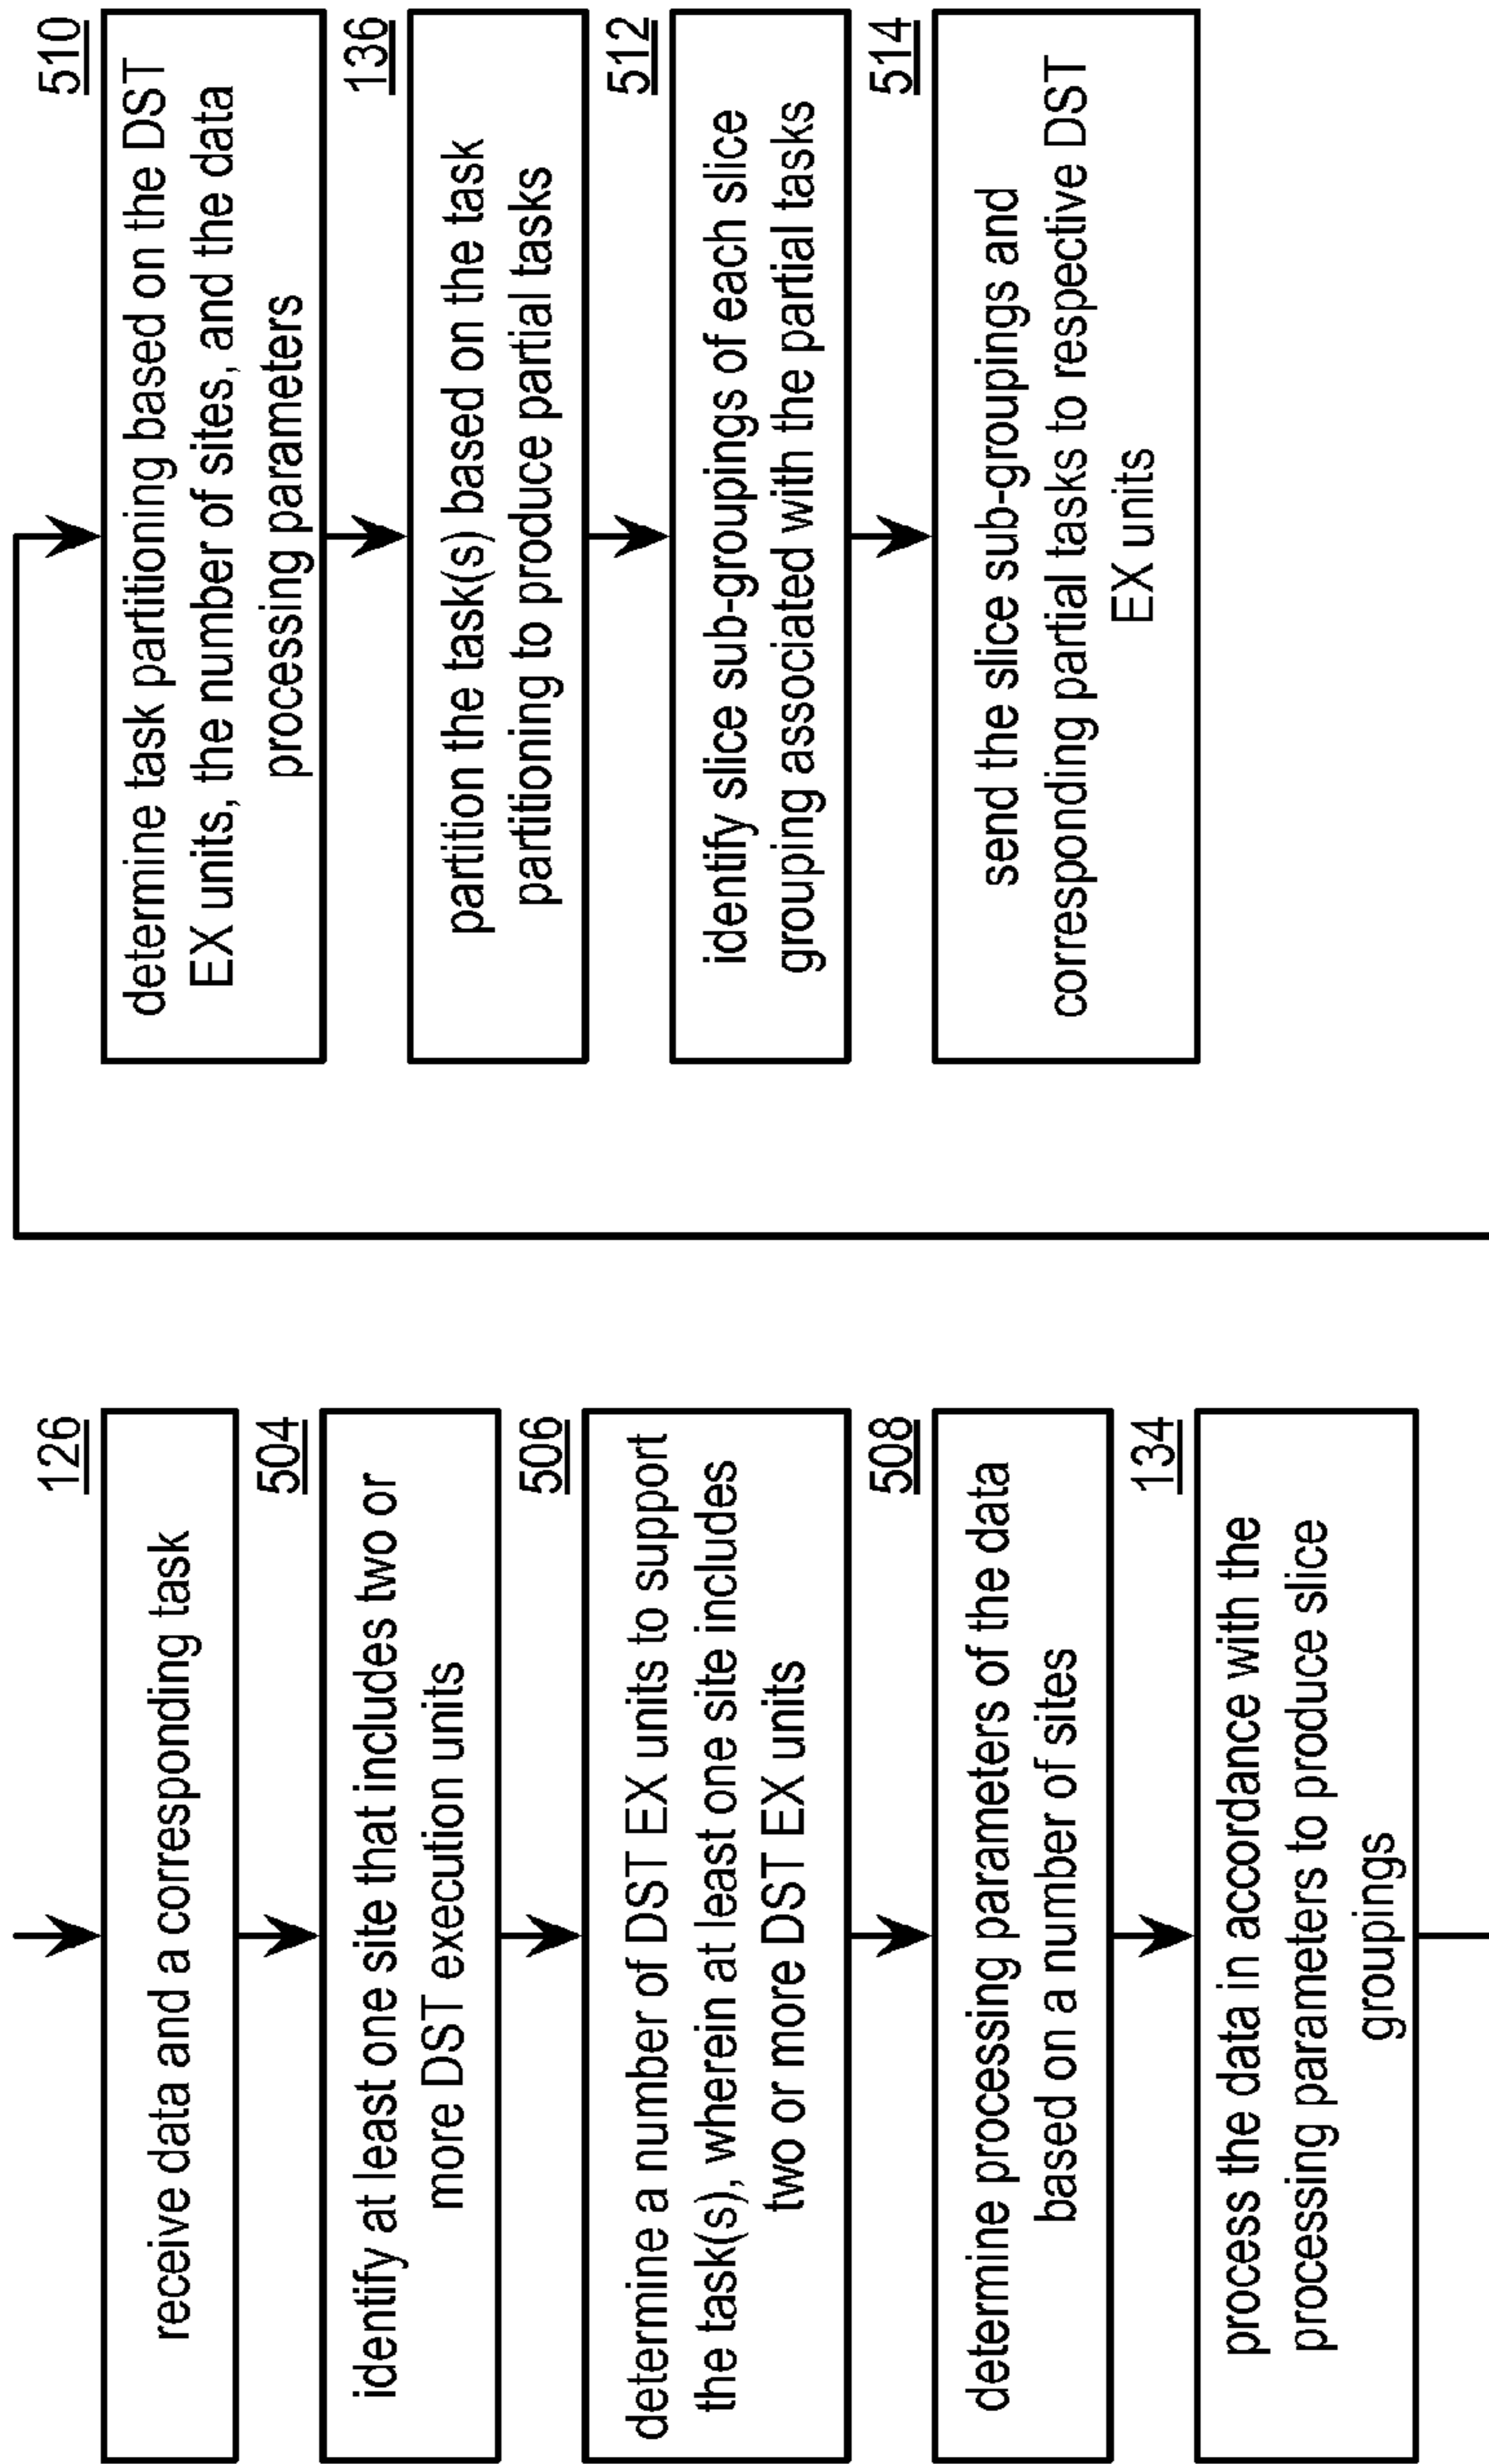 126
receive data and a corresponding task
504
identify at least one site that includes two or
more DST execution units
506
determine a number of DST EX units to support
the task(s), wherein at least one site includes
two or more DST EX units
508
determine processing parameters of the data
based on a number of sites
134
process the data in accordance with the
processing parameters to produce slice
groupings
510
determine task partitioning based on the DST
EX units, the number of sites, and the data
processing parameters
136
partition the task(s) based on the task
partitioning to produce partial tasks
512
identify slice sub-groupings of each slice
grouping associated with the partial tasks
514
send the slice sub-groupings and
corresponding partial tasks to respective DST
EX units